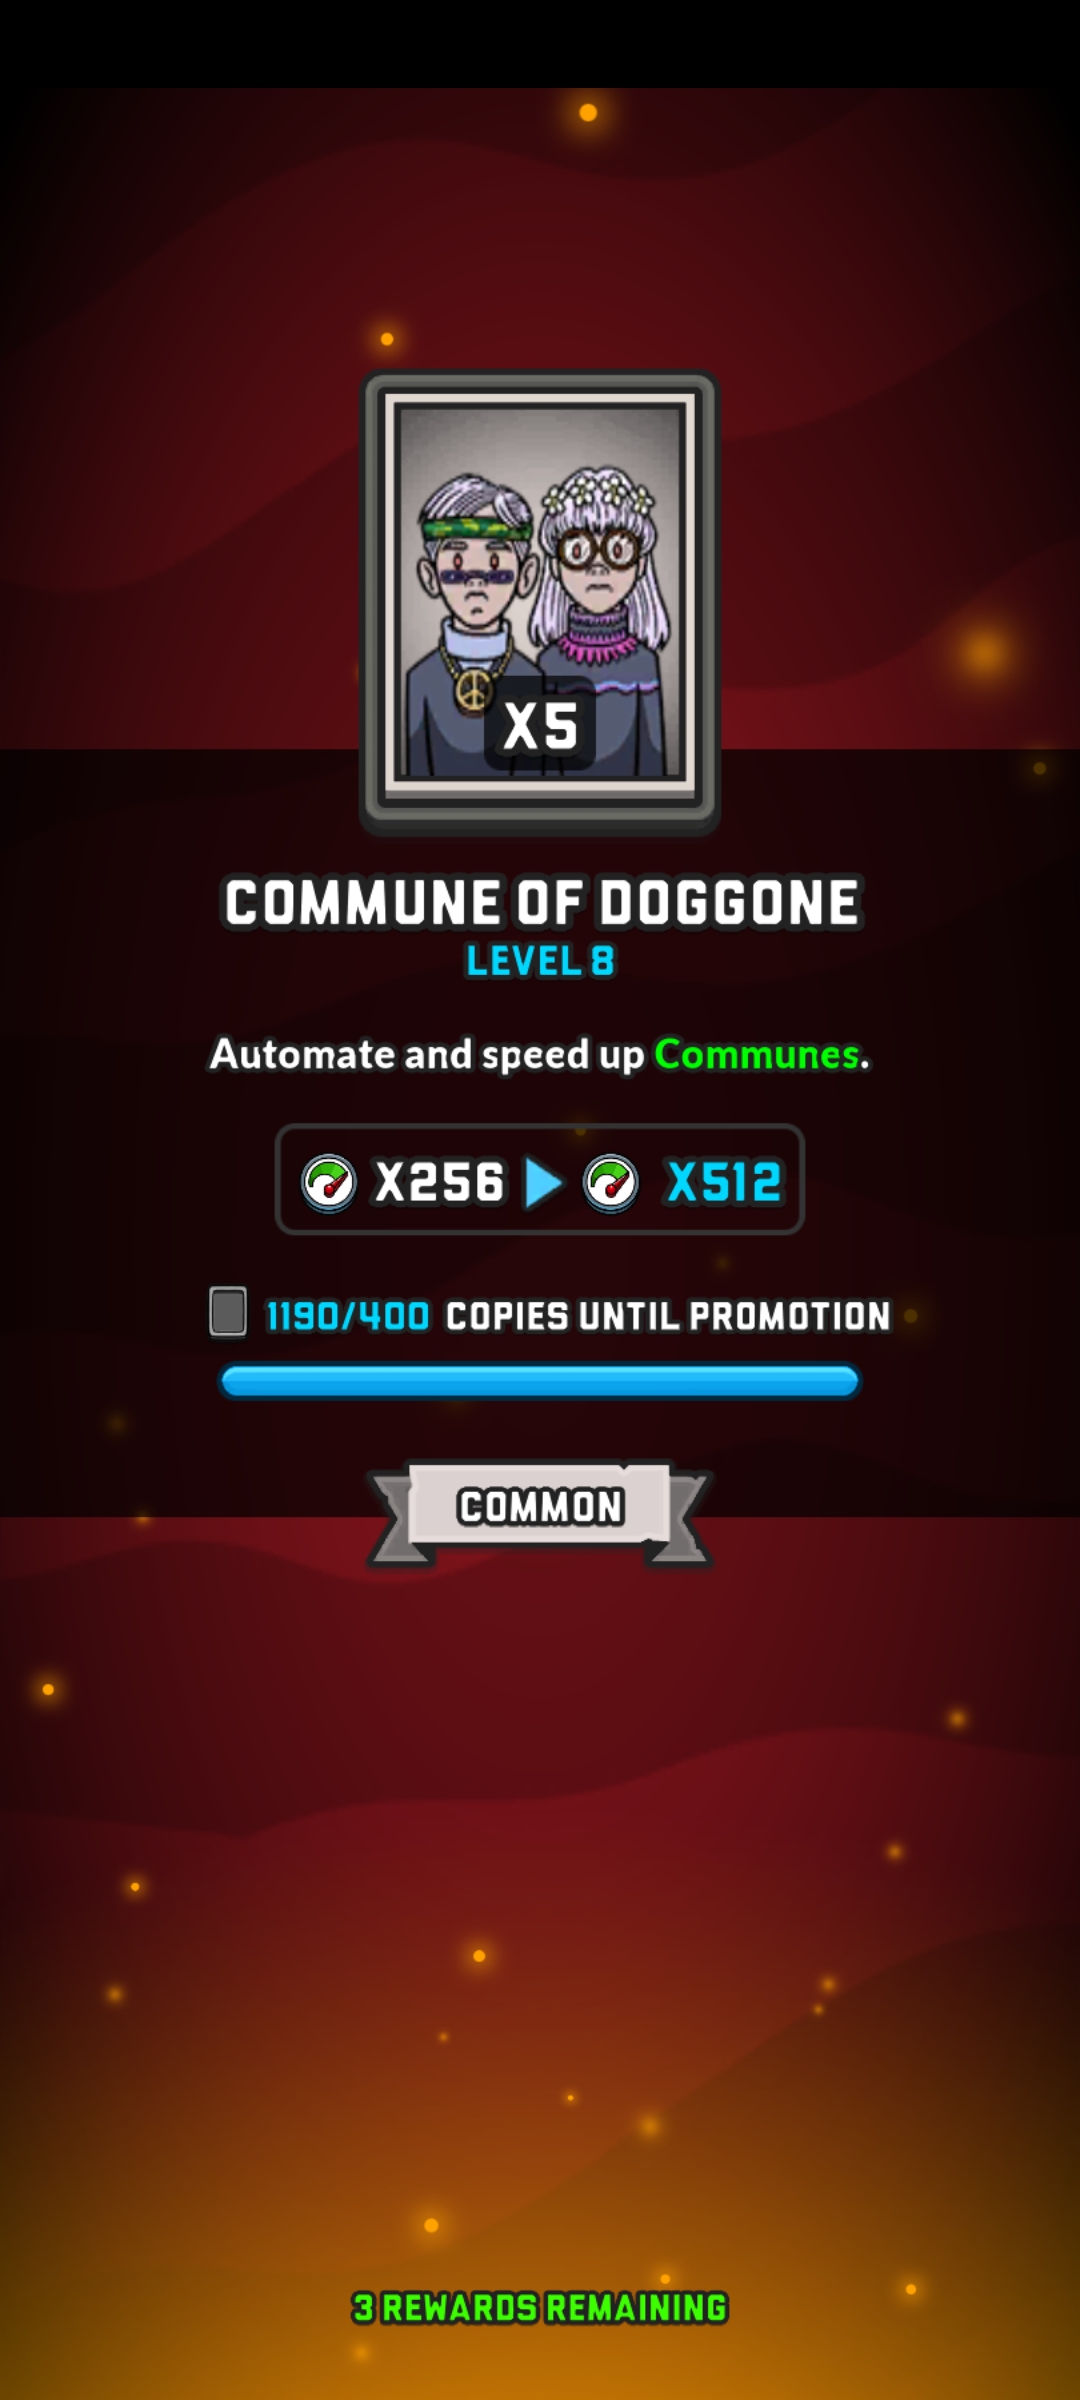 X5
COMMUNE OF DOGGONE
LEVEL 8
Automate and speed up Communes.
X256 X512
1190/400 COPIES UNTIL PROMOTION
COMMON
3 REWARDS REMAINING